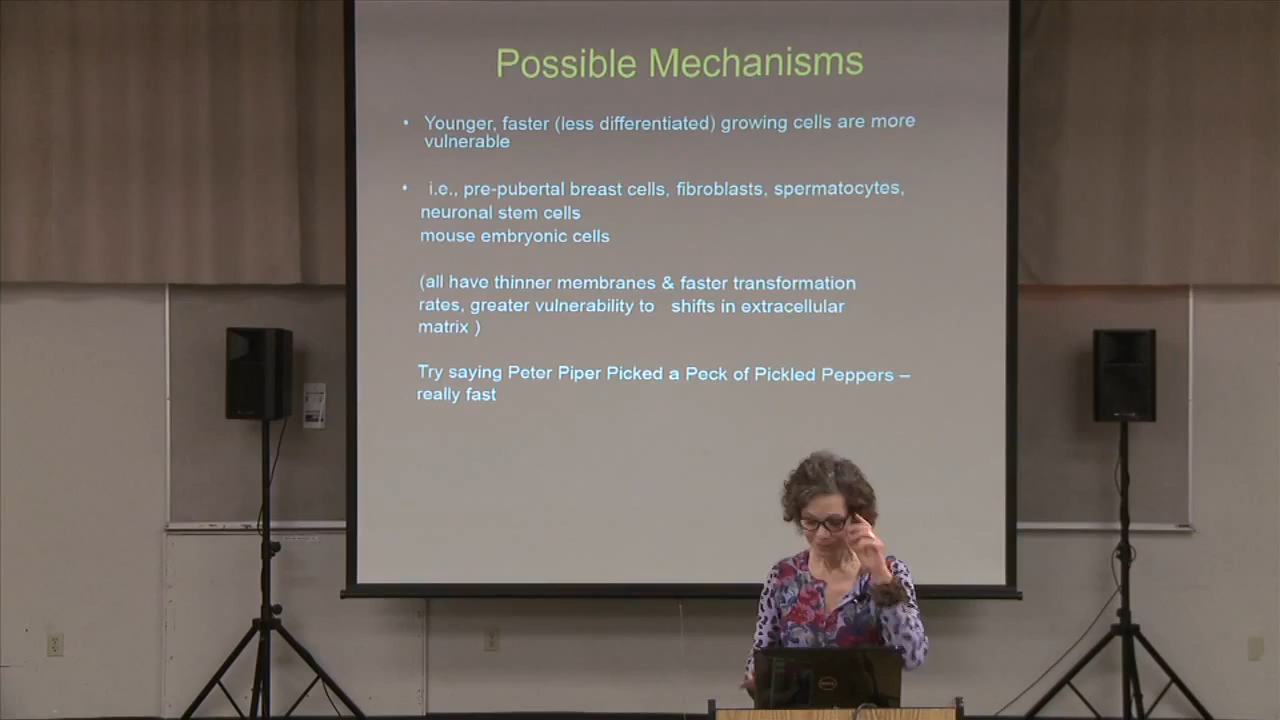 Possible Mechanisms
• Younger, faster (less differentiated) growing cells are more
vulnerable
• i.e., pre-pubertal breast cells, fibroblasts, spermatocytes,
neuronal stem cells
mouse embryonic cells
(all have thinner membranes & faster transformation
rates, greater vulnerability to shifts in extracellular
matrix )
Try saying Peter Piper Picked a Peck of Pickled Peppers –
really fast
DELL